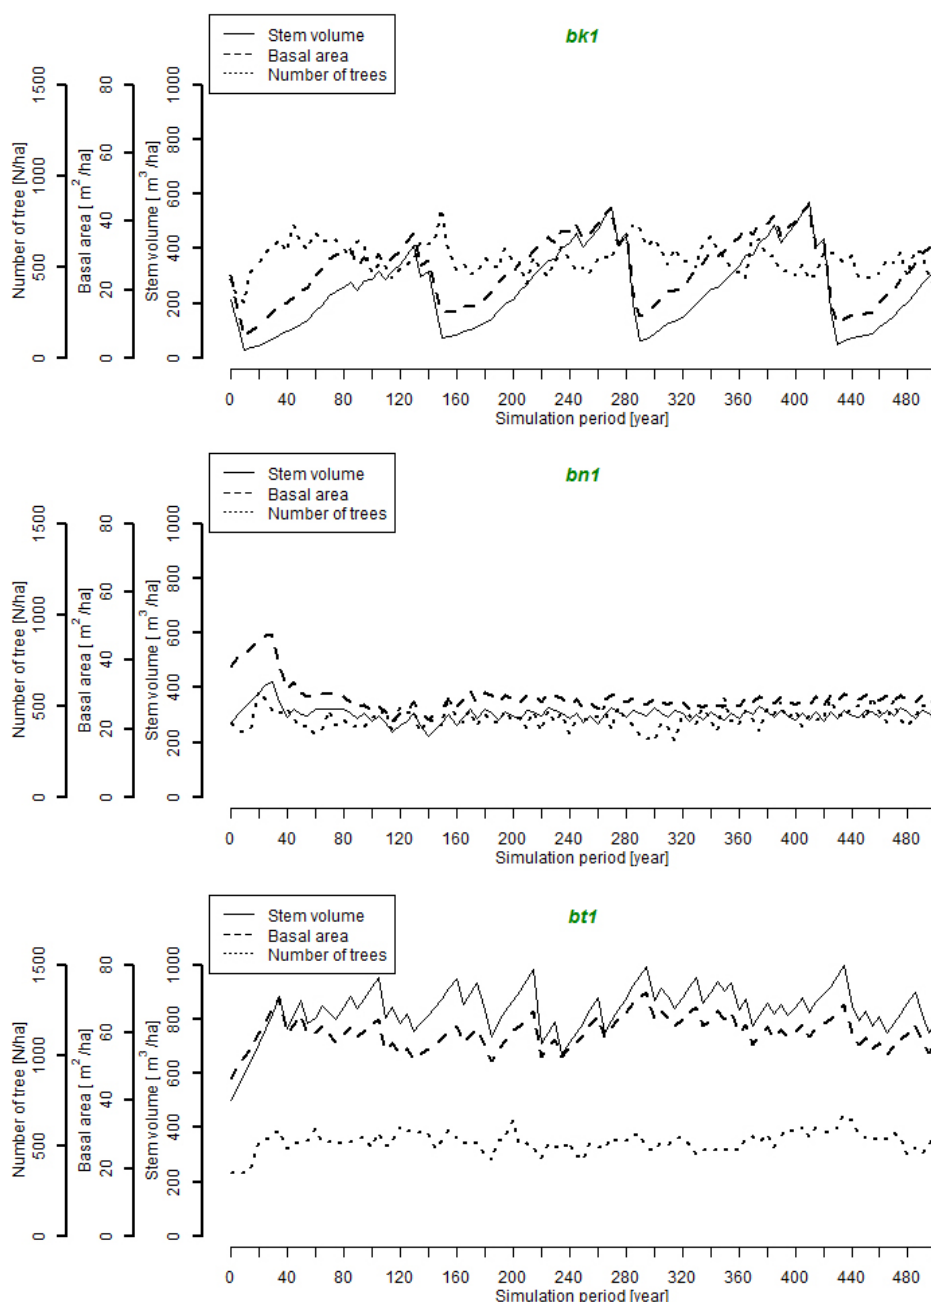 bk1
Stem volume
Basal area
Number of trees
Number of tree [N/ha]
0 500 1000 1500
Basal area [ m² /ha]
0 20 40 60 80
Stem volume [ m³ /ha]
0 200 400 600 800 1000
0 40 80 120 160 200 240 280 320 360 400 440 480
Simulation period [year]
bn1
Stem volume
Basal area
Number of trees
Number of tree [N/ha]
0 500 1000 1500
Basal area [ m² /ha]
0 20 40 60 80
Stem volume [ m³ /ha]
0 200 400 600 800 1000
0 40 80 120 160 200 240 280 320 360 400 440 480
Simulation period [year]
bt1
Stem volume
Basal area
Number of trees
Number of tree [N/ha]
0 500 1000 1500
Basal area [ m² /ha]
0 20 40 60 80
Stem volume [ m³ /ha]
0 200 400 600 800 1000
0 40 80 120 160 200 240 280 320 360 400 440 480
Simulation period [year]